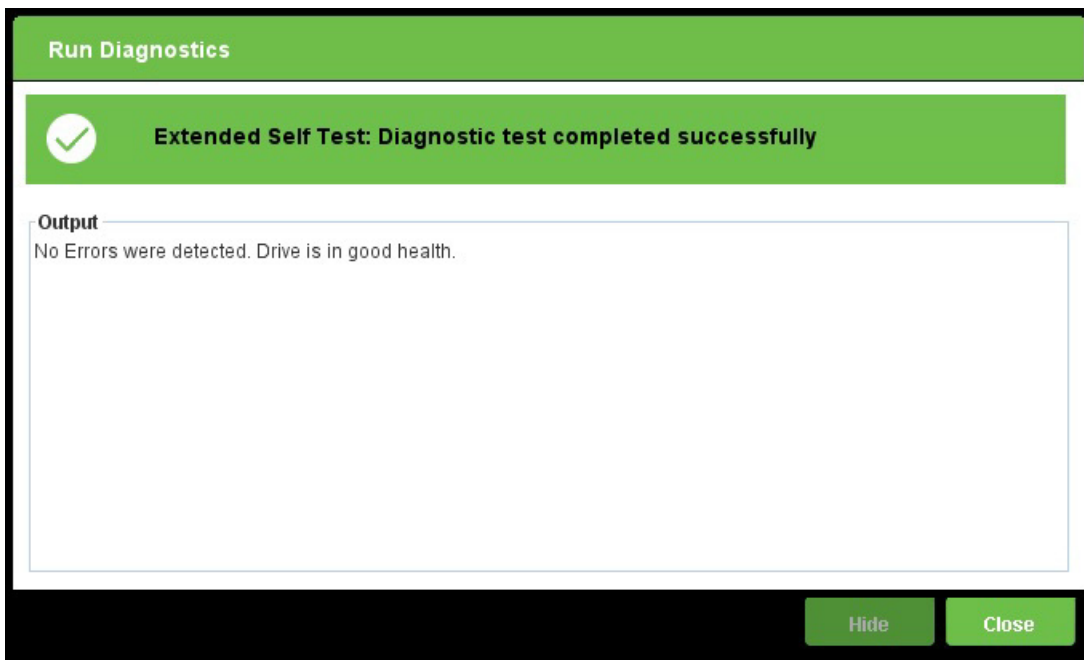 Run Diagnostics
Extended Self Test: Diagnostic test completed successfully
Output
No Errors were detected. Drive is in good health.
Hide
Close